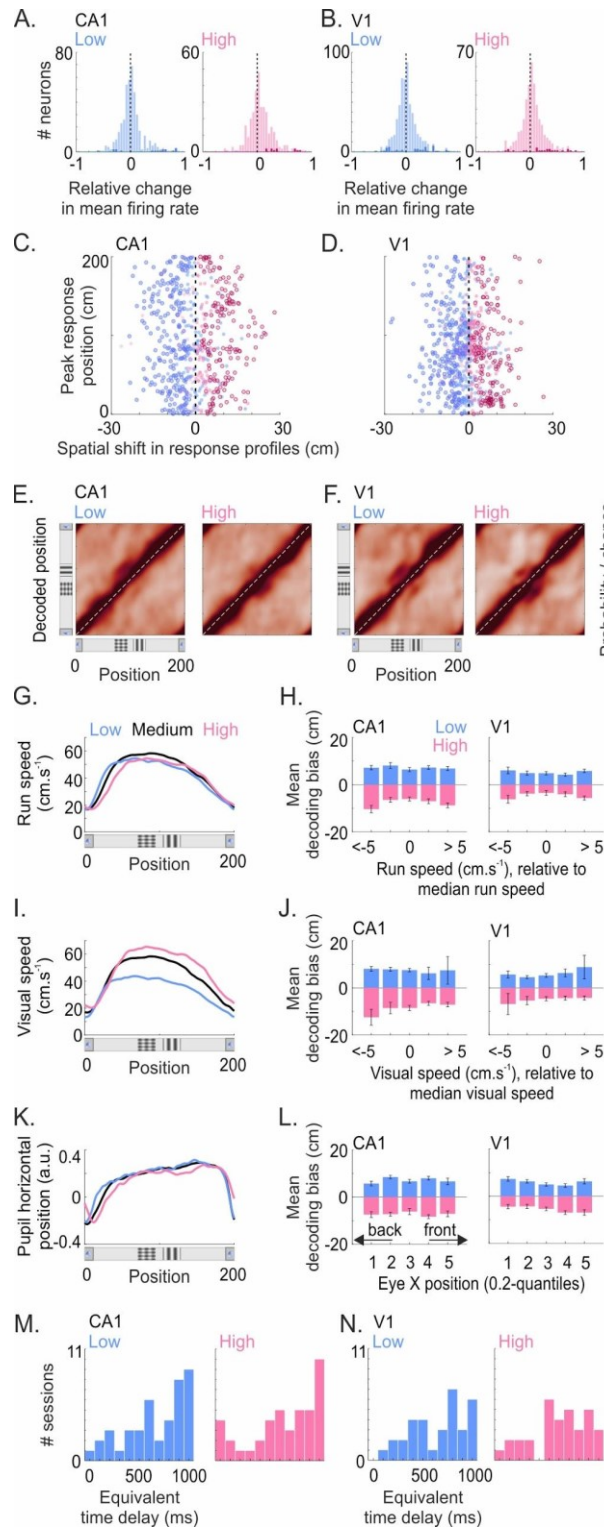 A. CA1
B. V1
Low High Low High
80 60 100 70
# neurons
0 0 0 0
-1 0 1 -1 0 1 -1 0 1 -1 0 1
Relative change
in mean firing rate
Relative change
in mean firing rate
C. CA1
D. V1
200
Peak response
position (cm)
0
-30 0 30 -30 0 30
Spatial shift in response profiles (cm)
E. CA1
F. V1
Low High Low High
Decoded position
0 200 0 200
Position Position
G.
Low Medium High
60
40
20
0
Run speed
(cm.s⁻¹)
0 200
Position
H. CA1 V1
Low
High
20
0
-20
Mean
decoding bias (cm)
<-5 0 > 5 <-5 0 > 5
Run speed (cm.s⁻¹), relative to
median run speed
I.
80
60
40
20
0
Visual speed
(cm.s⁻¹)
0 200
Position
J. CA1 V1
20
0
-20
Mean
decoding bias (cm)
<-5 0 > 5 <-5 0 > 5
Visual speed (cm.s⁻¹), relative to
median visual speed
K.
0.4
0
-0.4
Pupil horizontal
position (a.u.)
0 200
Position
L. CA1 V1
20
0
-20
Mean
decoding bias (cm)
back front
1 2 3 4 5 1 2 3 4 5
Eye X position (0.2-quantiles)
M. CA1
N. V1
Low High Low High
11 11
# sessions
0 0
0 500 1000 0 500 1000
Equivalent
time delay (ms)
Equivalent
time delay (ms)